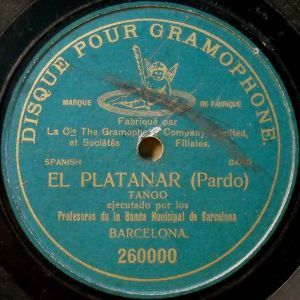 DISQUE POUR GRAMOPHONE
MARQUE DE FABRIQUE
Fabriqué par
La Cie The Gramophone Company, Limited,
et Sociétés Filiales.
SPANISH BAND
EL PLATANAR (Pardo)
TANGO
ejecutado por los
Profesores de la Banda Municipal de Barcelona
BARCELONA.
260000